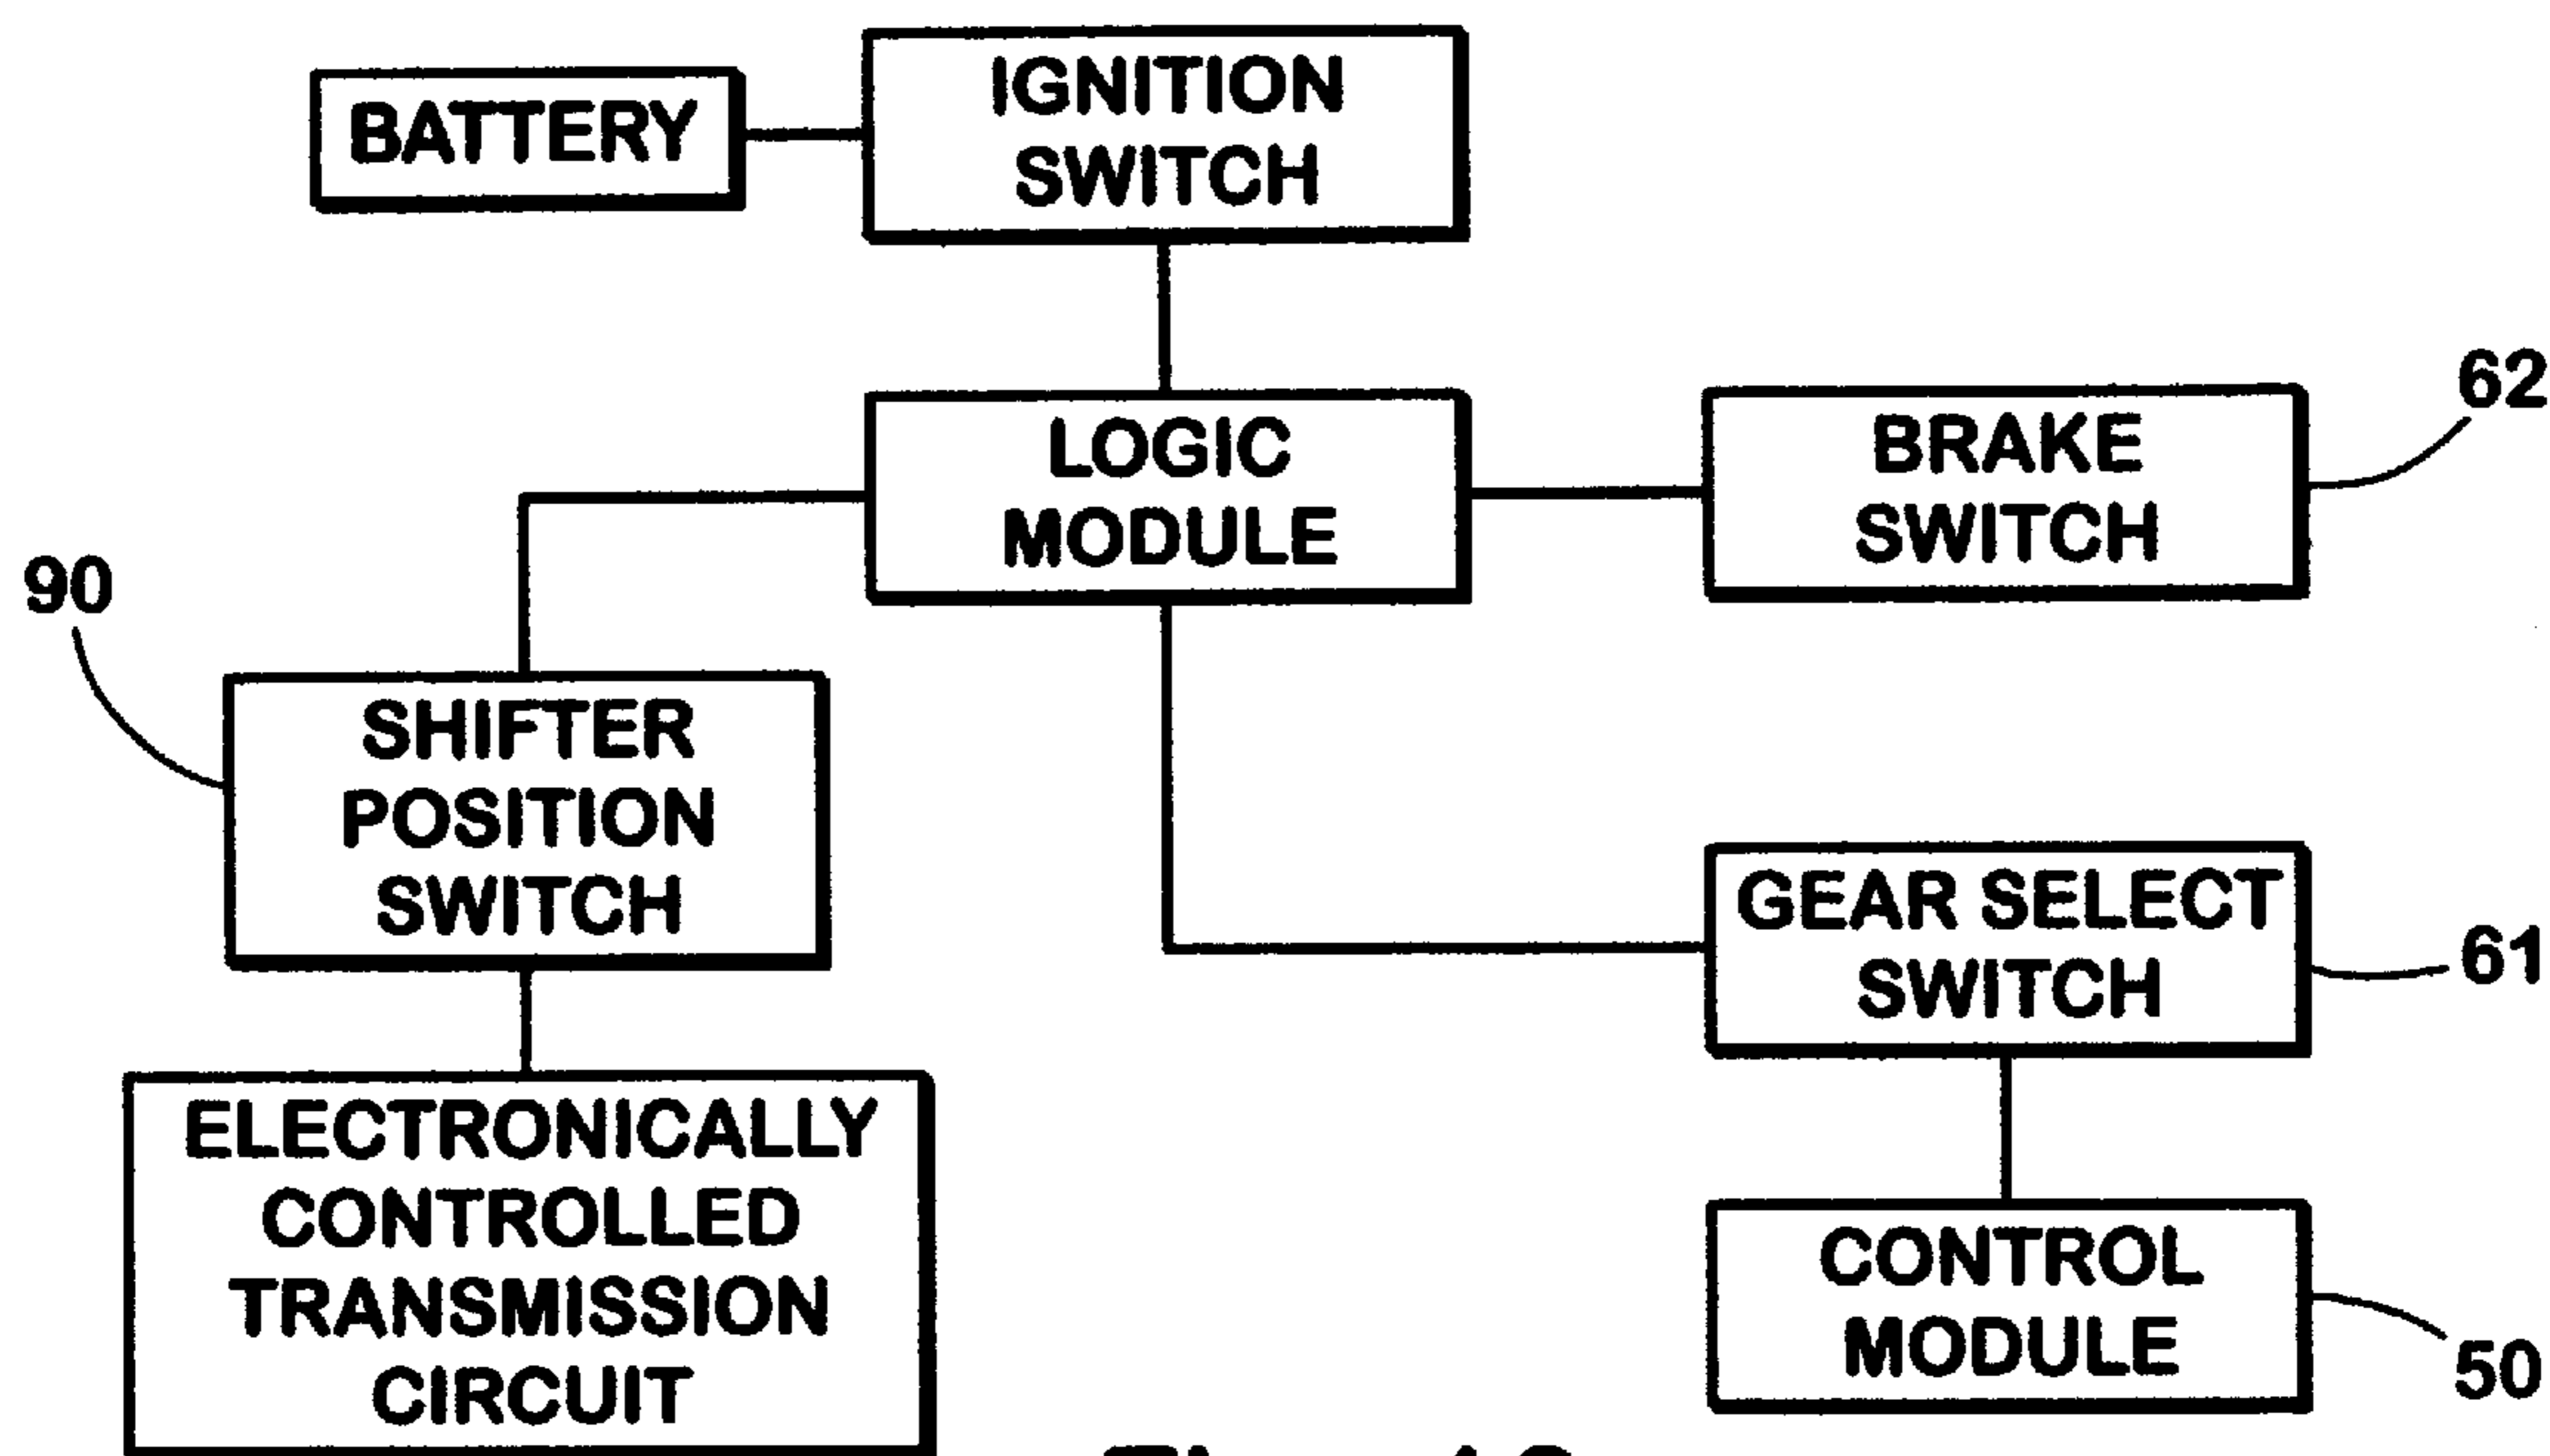 BATTERY
IGNITION
SWITCH
LOGIC
MODULE
BRAKE
SWITCH
62
90
SHIFTER
POSITION
SWITCH
GEAR SELECT
SWITCH
61
ELECTRONICALLY
CONTROLLED
TRANSMISSION
CIRCUIT
CONTROL
MODULE
50